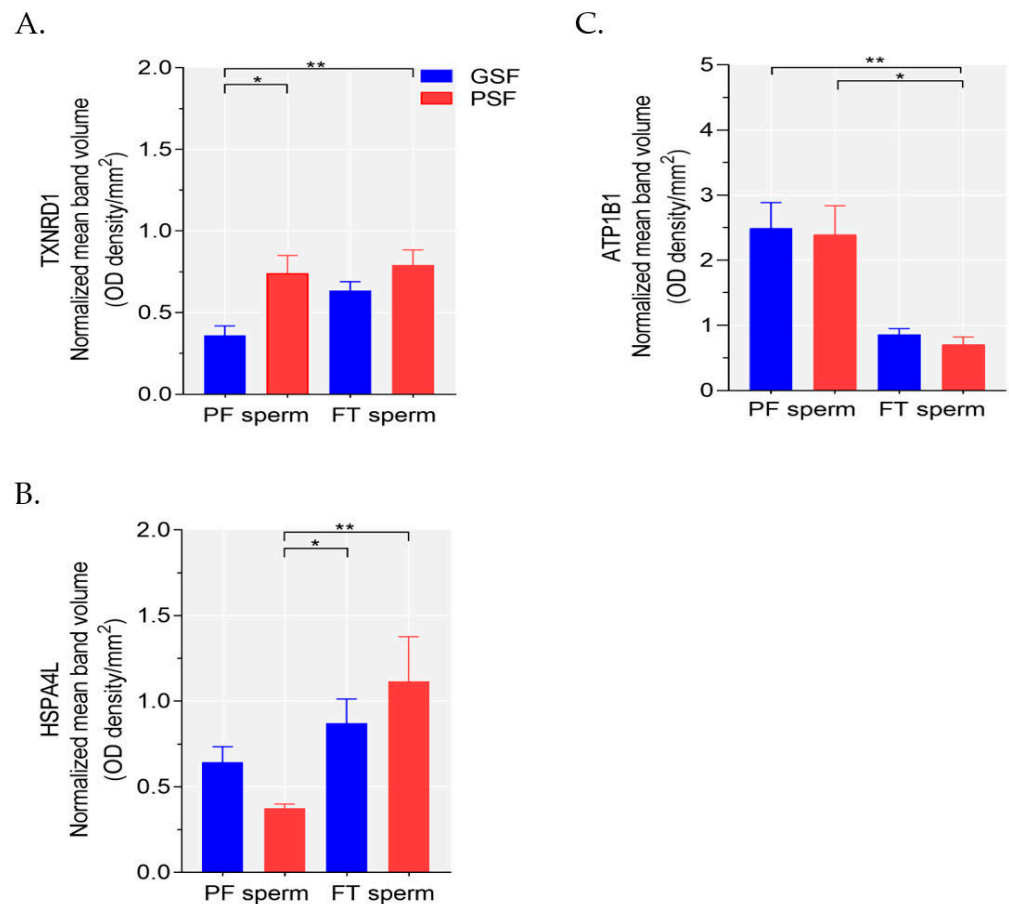 A.
TXNRD1
Normalized mean band volume
(OD density/mm²)
2.0
1.5
1.0
0.5
0.0
**
*
GSF
PSF
PF sperm FT sperm
C.
ATP1B1
Normalized mean band volume
(OD density/mm²)
5
4
3
2
1
0
**
*
PF sperm FT sperm
B.
HSPA4L
Normalized mean band volume
(OD density/mm²)
2.0
1.5
1.0
0.5
0.0
**
*
PF sperm FT sperm